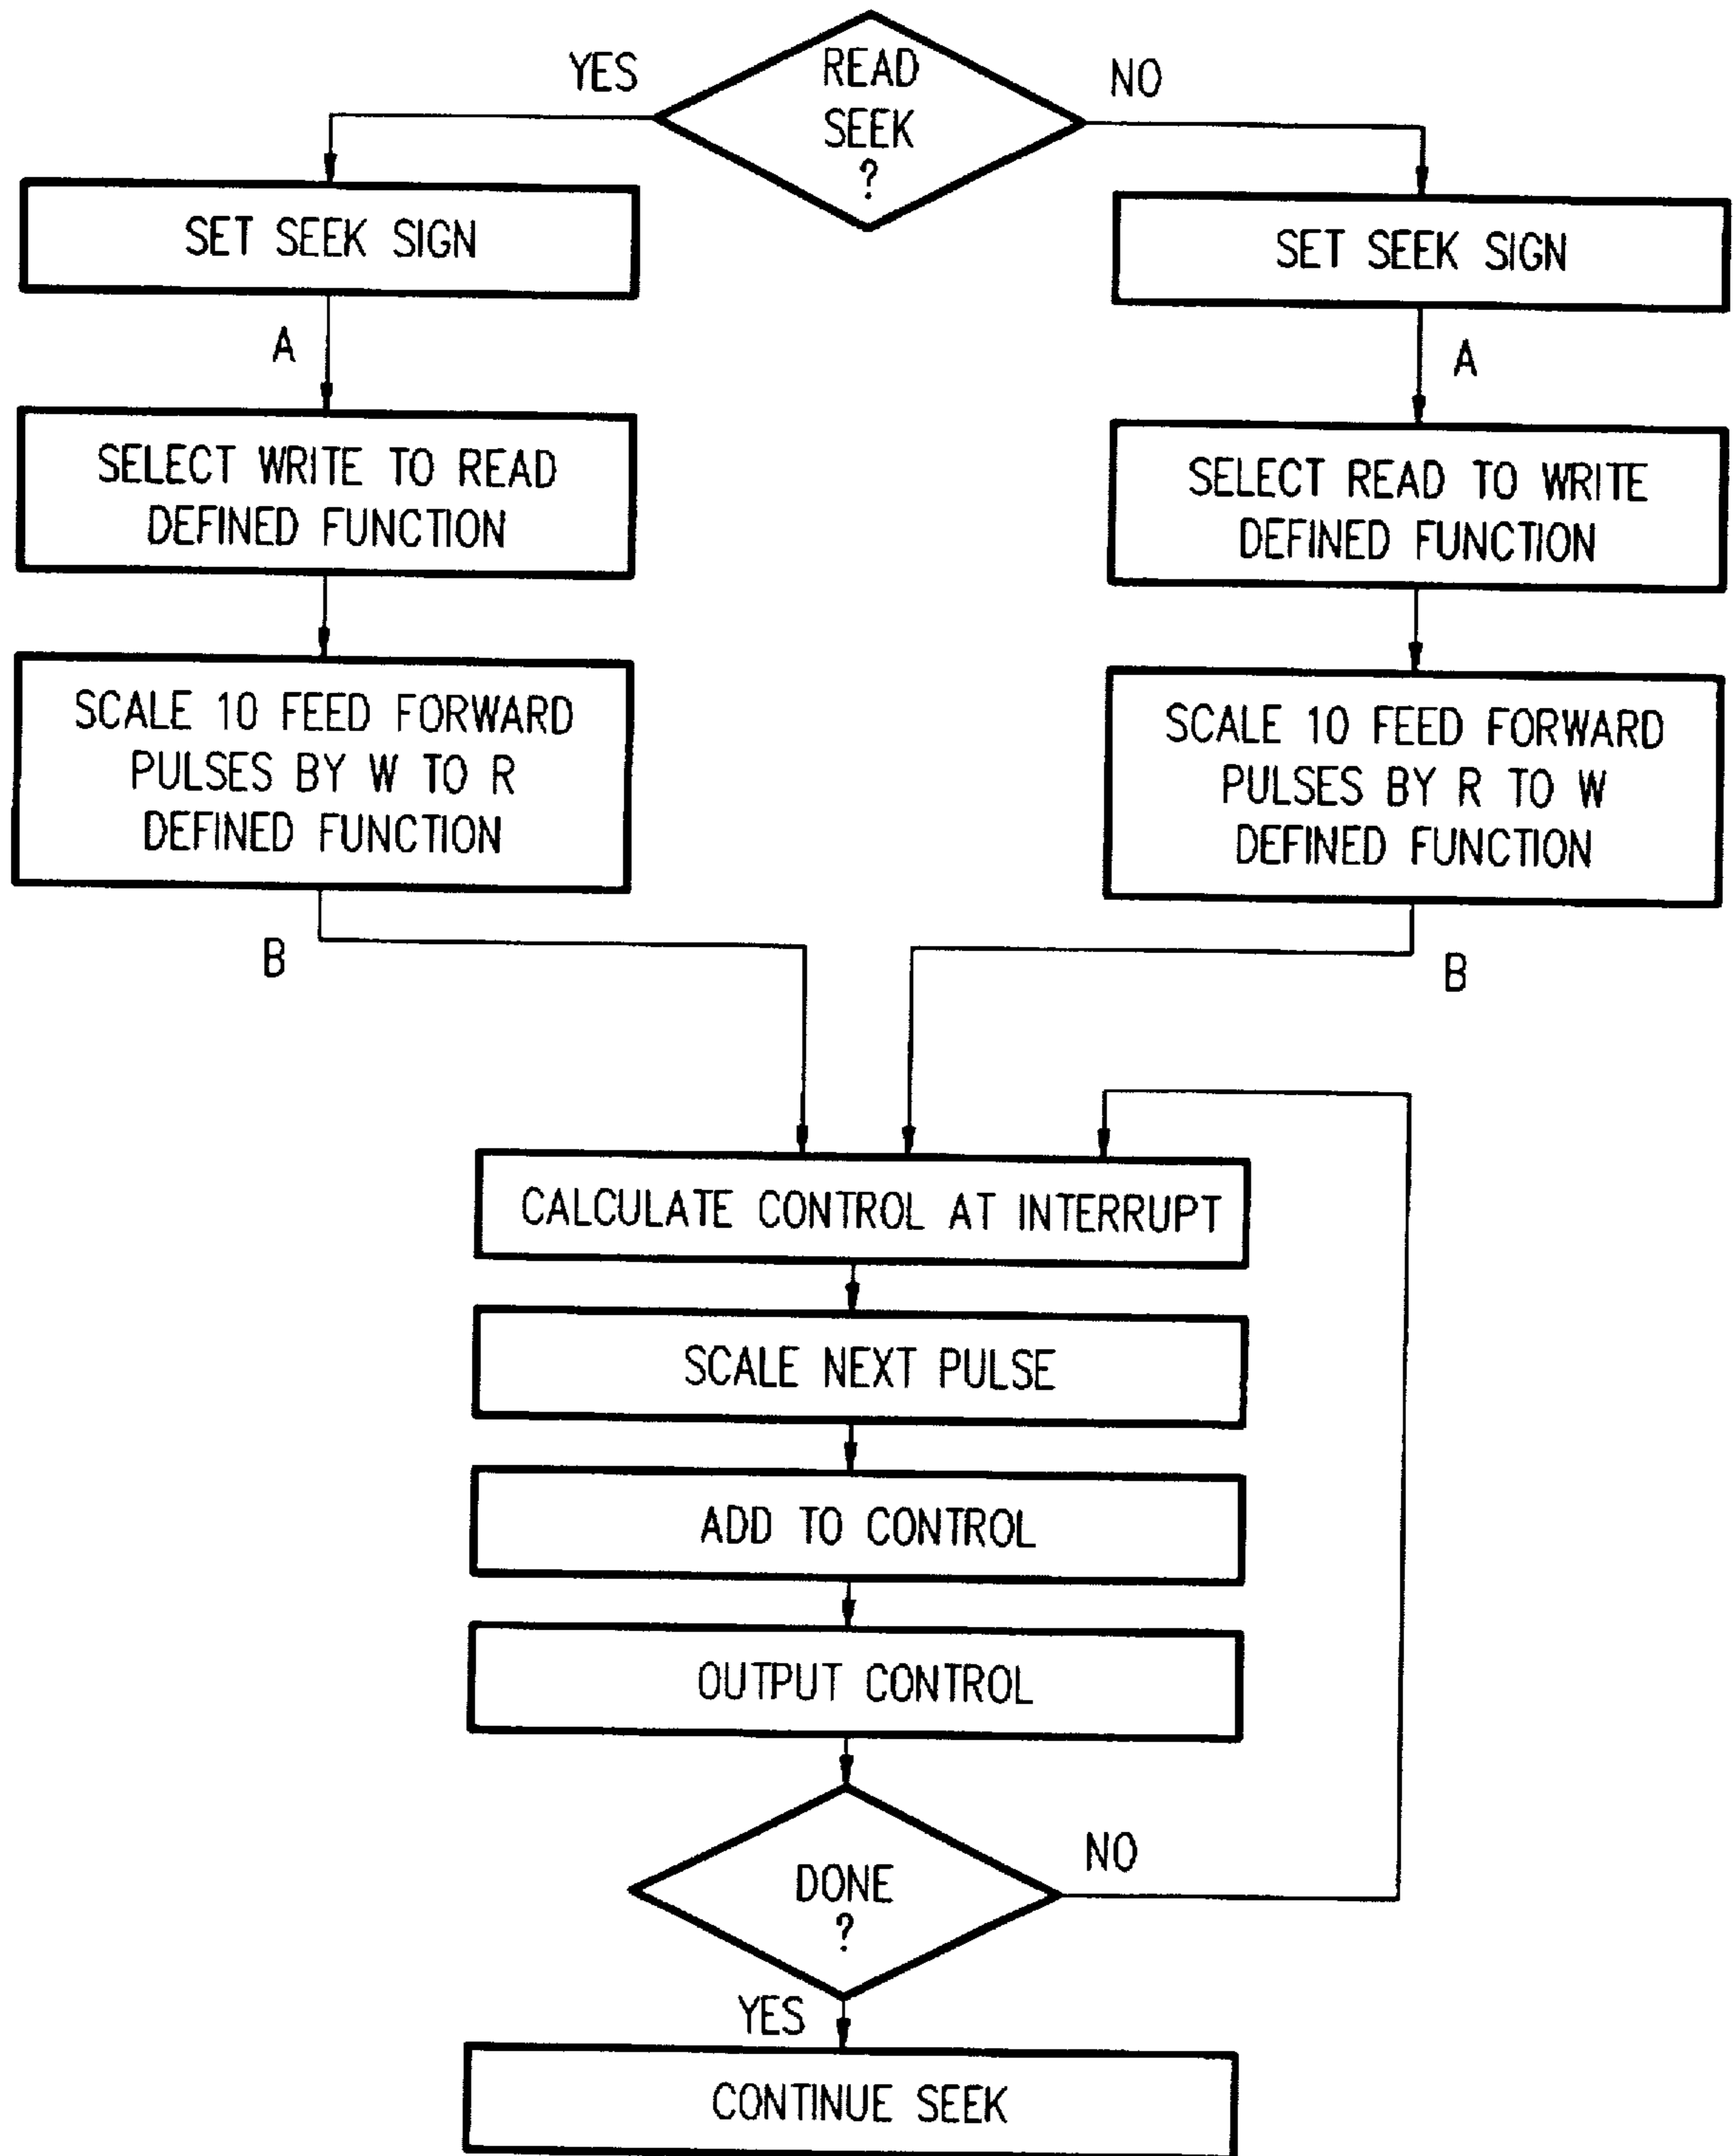 READ
SEEK
?
YES
NO
SET SEEK SIGN
SET SEEK SIGN
A
A
SELECT WRITE TO READ
DEFINED FUNCTION
SELECT READ TO WRITE
DEFINED FUNCTION
SCALE 10 FEED FORWARD
PULSES BY W TO R
DEFINED FUNCTION
SCALE 10 FEED FORWARD
PULSES BY R TO W
DEFINED FUNCTION
B
B
CALCULATE CONTROL AT INTERRUPT
SCALE NEXT PULSE
ADD TO CONTROL
OUTPUT CONTROL
DONE
?
NO
YES
CONTINUE SEEK